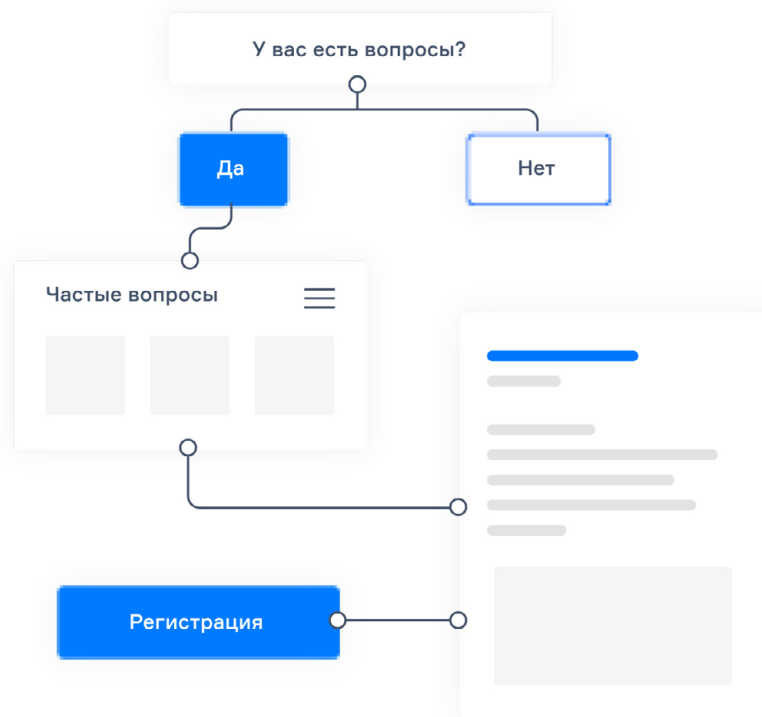 У вас есть вопросы?
Да
Нет
Частые вопросы
Регистрация